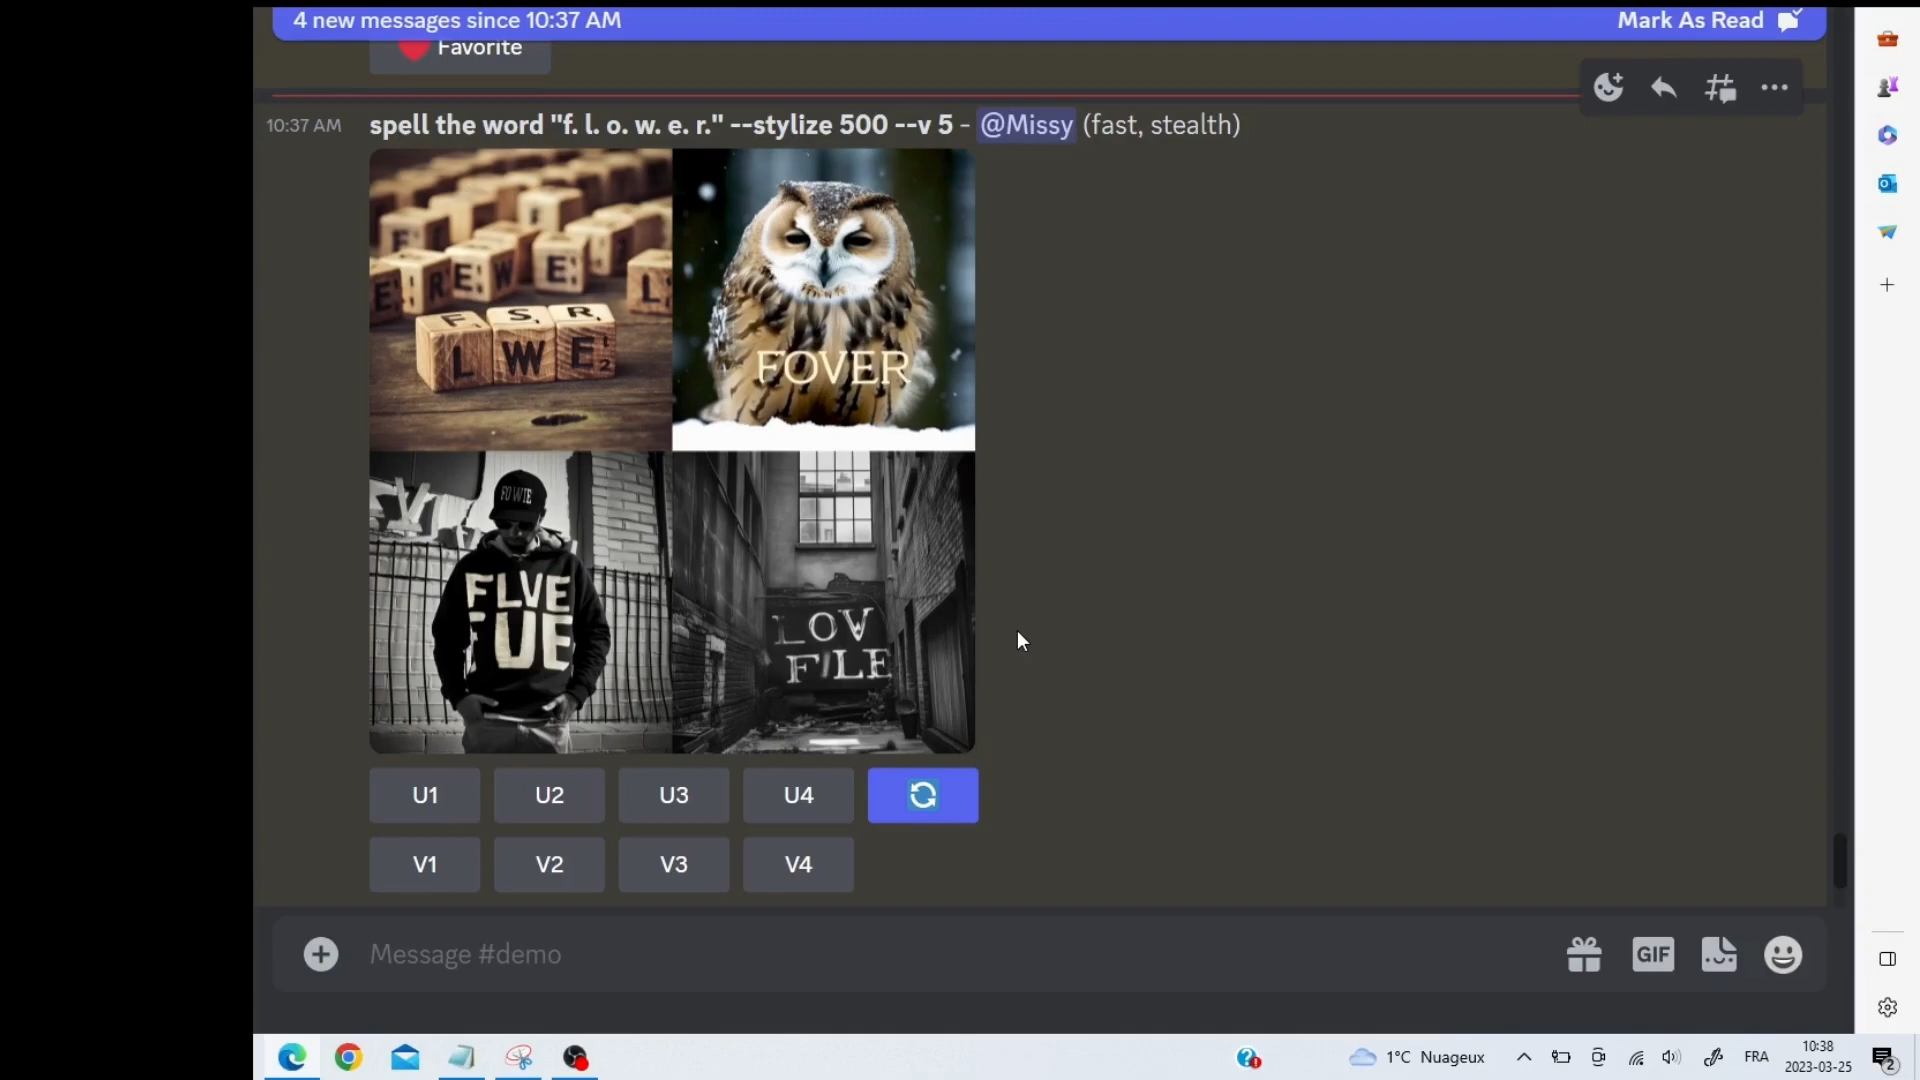 4 new messages since 10:37 AM
Mark As Read
Favorite
10:37 AM
spell the word "f. l. o. w. e. r." --stylize 500 --v 5 - @Missy (fast, stealth)
E W E
L
F S R
L W E
FOVER
FOWIE
FLVE
FUE
LOV
FILE
U1 U2 U3 U4
V1 V2 V3 V4
Message #demo
GIF
1°C Nuageux
FRA
10:38
2023-03-25
2